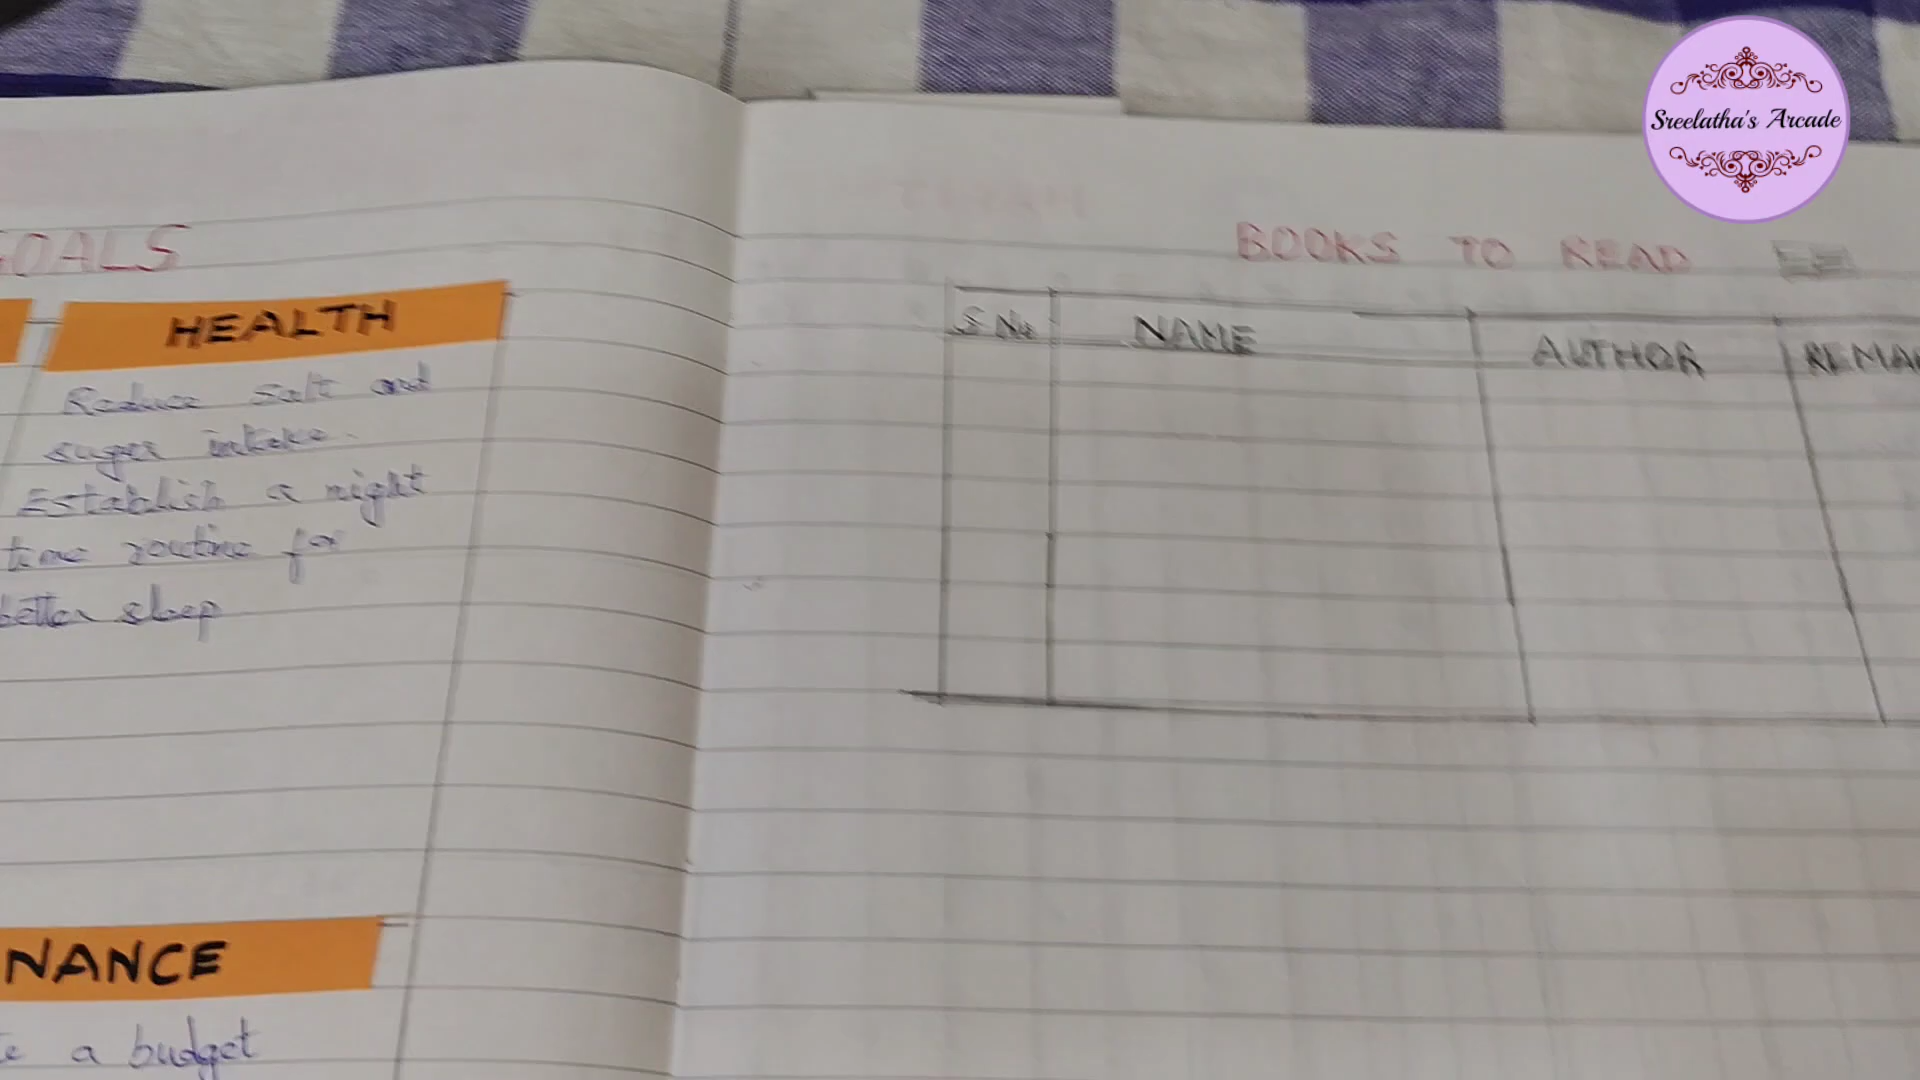 GOALS
HEALTH
Reduce salt and
sugar intake.
Establish a night
time routine for
better sleep
NANCE
a budget
BOOKS TO READ
S No NAME AUTHOR REMAR
Sreelatha's Arcade